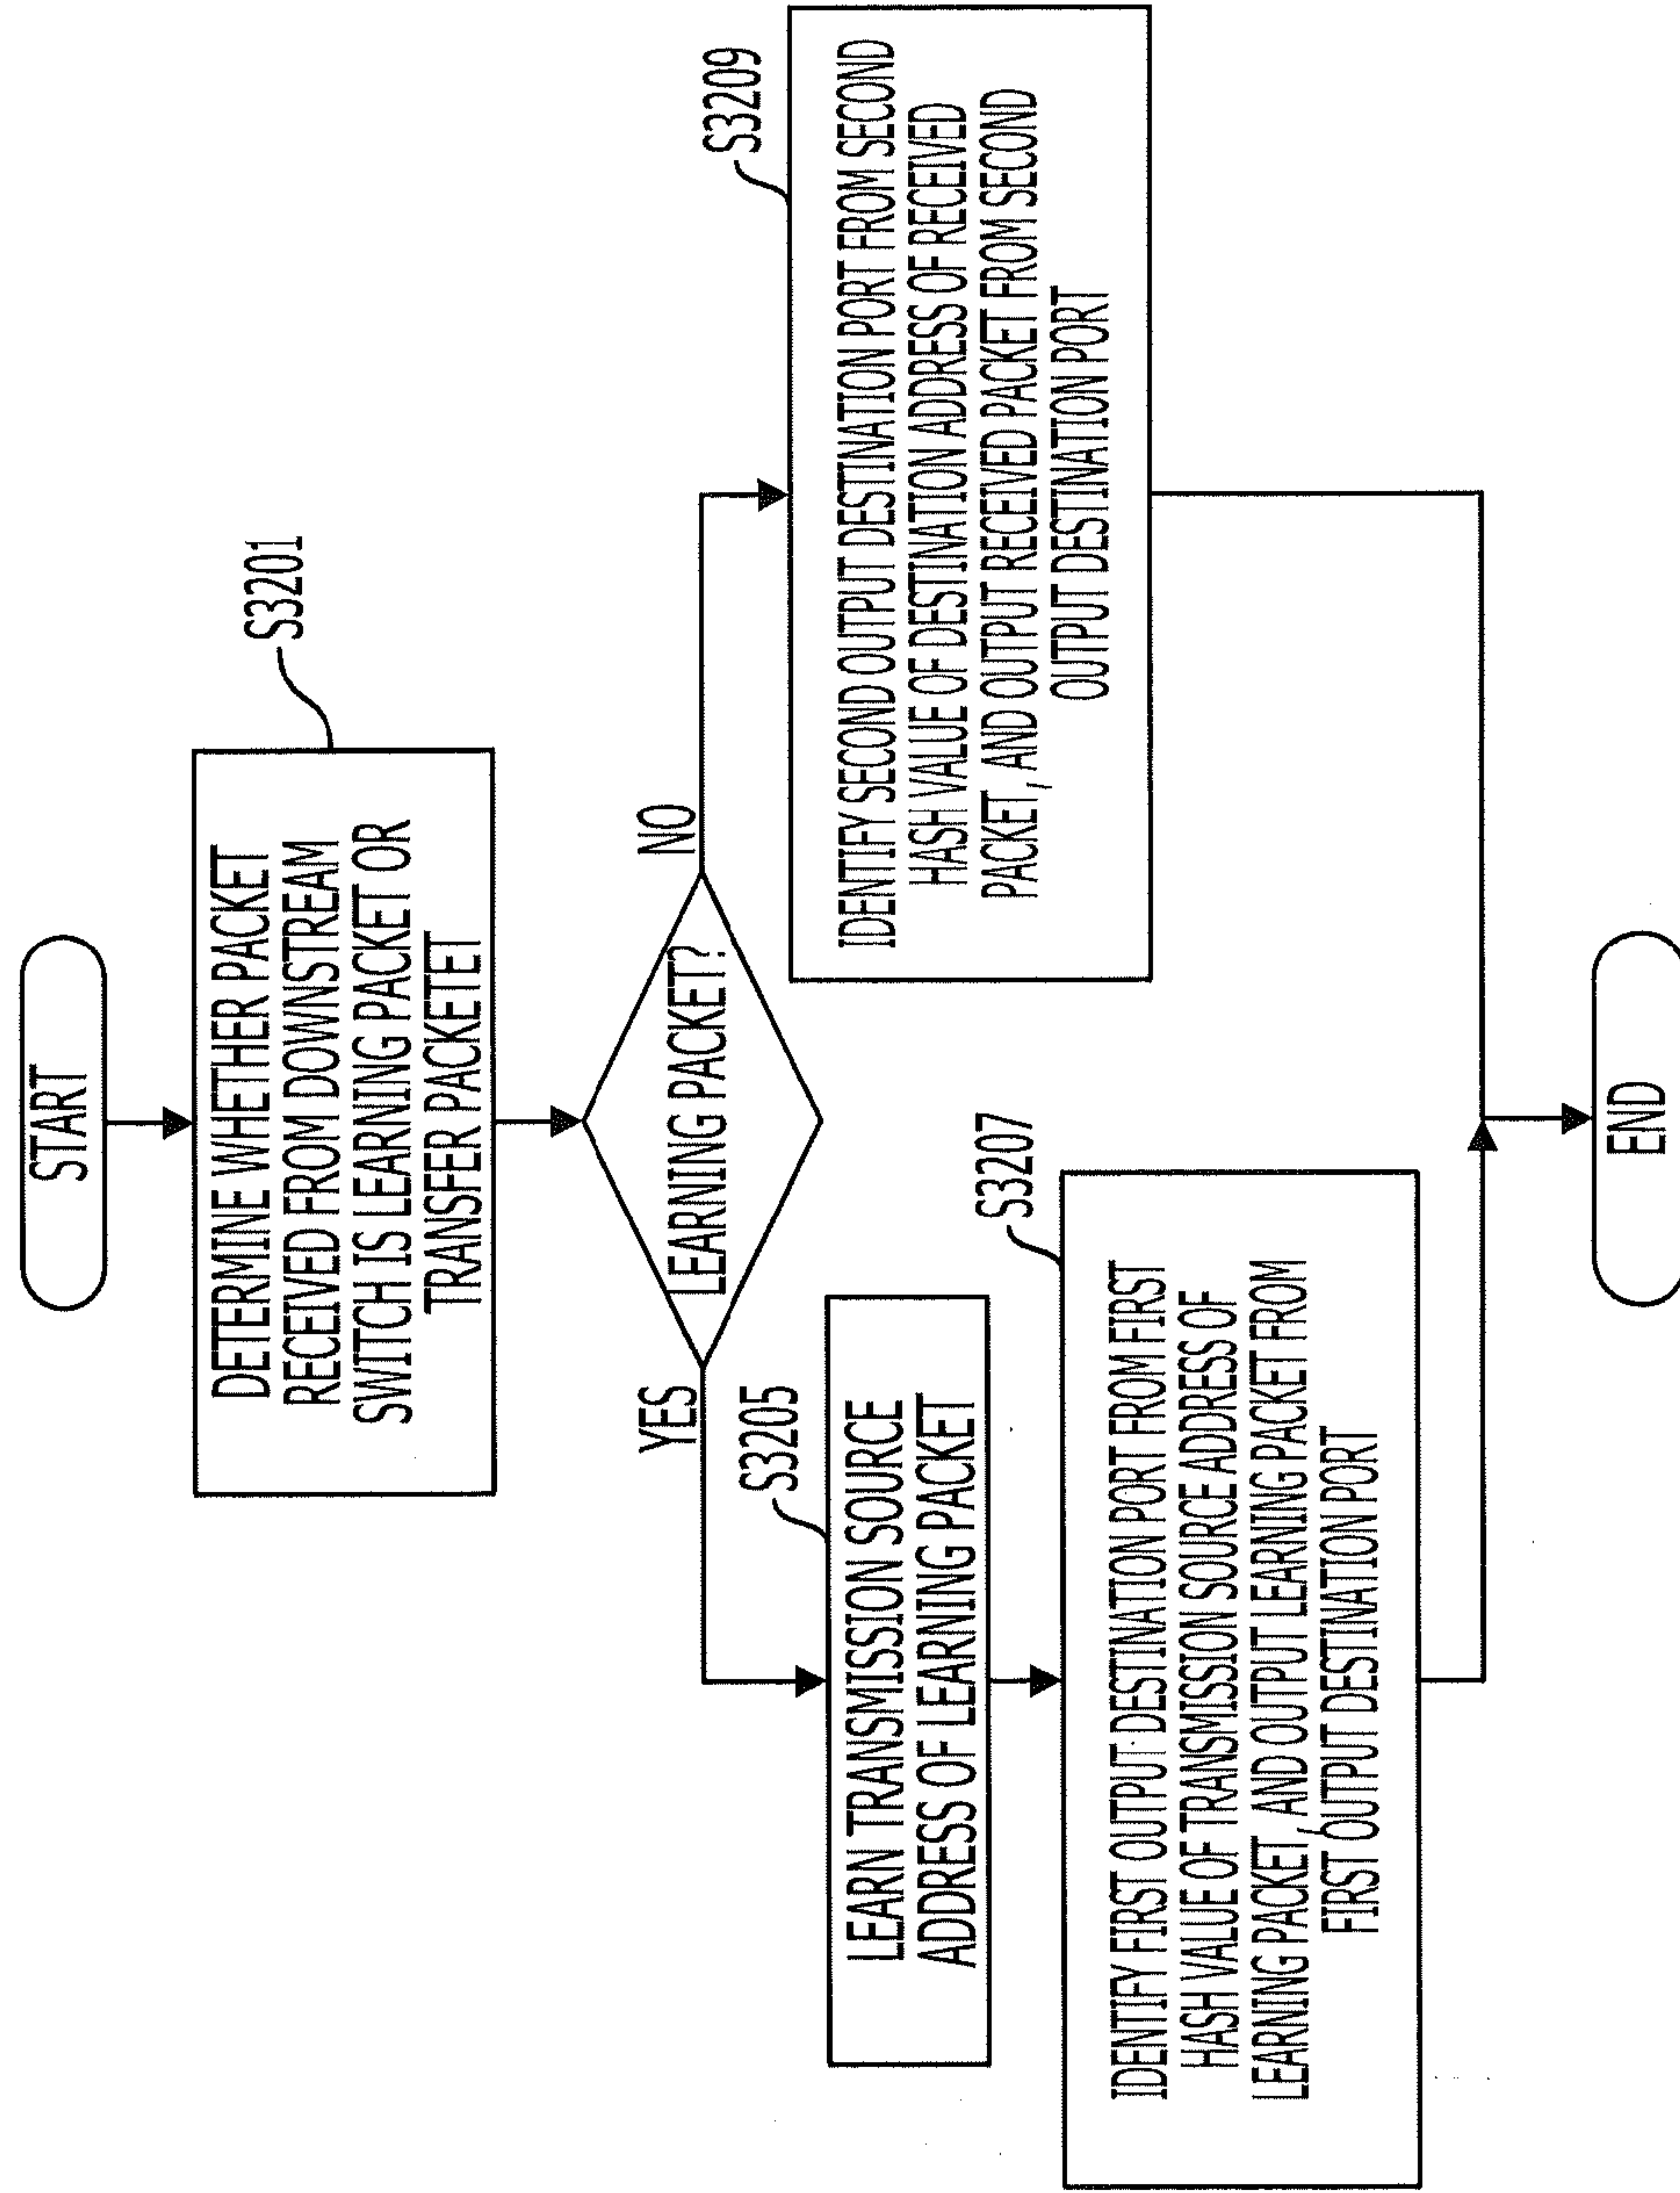 START
S3201
DETERMINE WHETHER PACKET
RECEIVED FROM DOWNSTREAM
SWITCH IS LEARNING PACKET OR
TRANSFER PACKETET
LEARNING PACKET?
YES
NO
S3205
LEARN TRANSMISSION SOURCE
ADDRESS OF LEARNING PACKET
S3207
IDENTIFY FIRST OUTPUT DESTINATION PORT FROM FIRST
HASH VALUE OF TRANSMISSION SOURCE ADDRESS OF
LEARNING PACKET, AND OUTPUT LEARNING PACKET FROM
FIRST OUTPUT DESTINATION PORT
S3209
IDENTIFY SECOND OUTPUT DESTINATION PORT FROM SECOND
HASH VALUE OF DESTINATION ADDRESS OF RECEIVED
PACKET, AND OUTPUT RECEIVED PACKET FROM SECOND
OUTPUT DESTINATION PORT
END